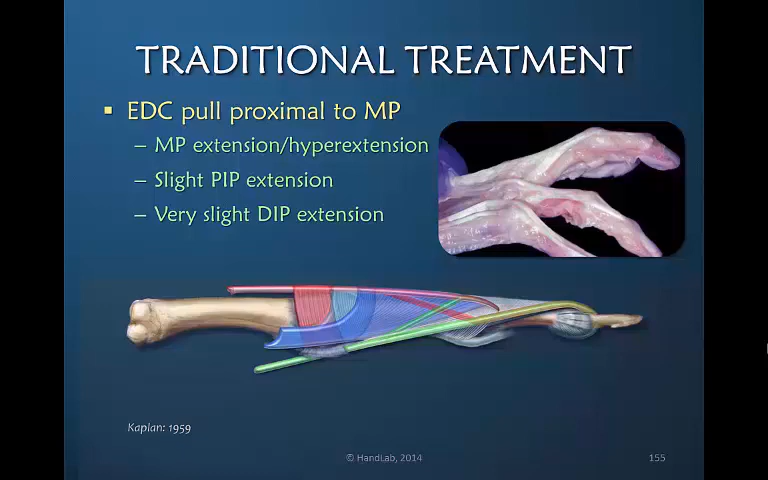 TRADITIONAL TREATMENT
▪ EDC pull proximal to MP
– MP extension/hyperextension
– Slight PIP extension
– Very slight DIP extension
Kaplan: 1959
© HandLab, 2014
155